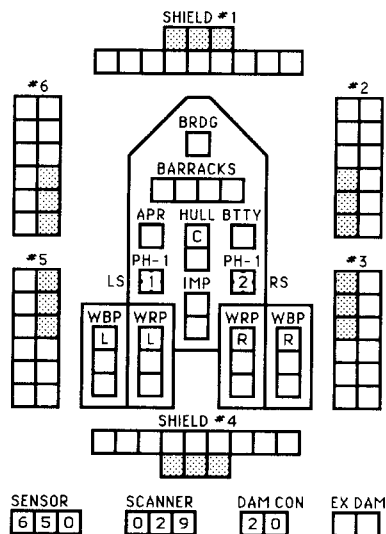 SHIELD #1
#6 #2
BRDG
BARRACKS
APR HULL BTTY
C
PH-1 PH-1
#5 #3
LS 1 IMP 2 RS
WBP WRP WRP WBP
L L R R
SHIELD #4
SENSOR SCANNER DAM CON EX DAM
6 5 0 0 2 9 2 0